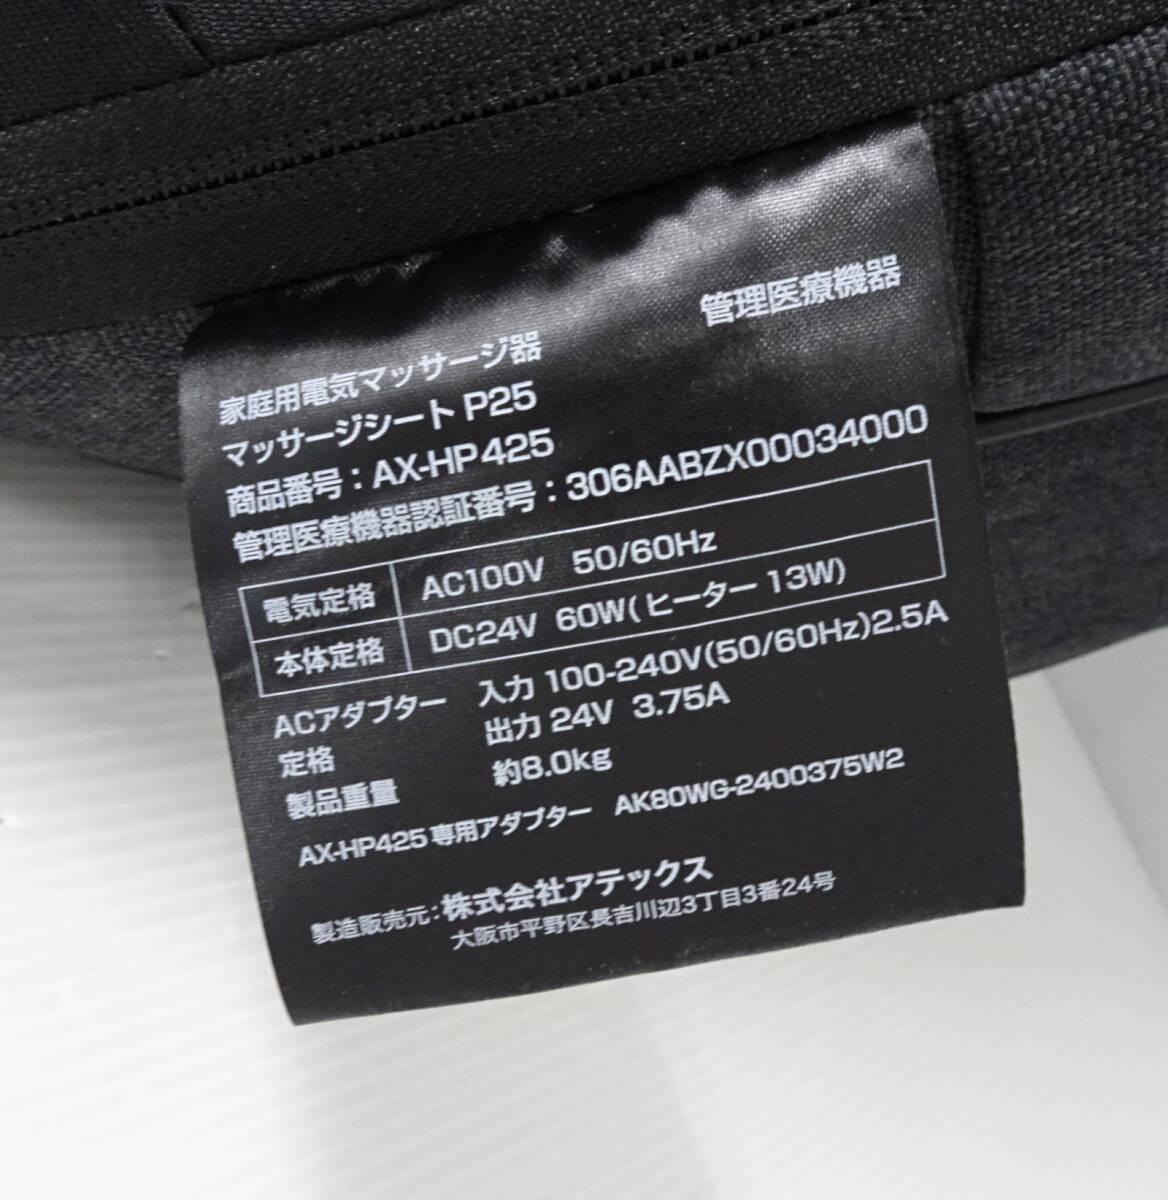 管理医療機器
家庭用電気マッサージ器
マッサージシート P25
商品番号：AX-HP425
管理医療機器認証番号：306AABZX00034000
電気定格 AC100V 50/60Hz
本体定格 DC24V 60W(ヒーター 13W)
ACアダプター 入力 100-240V(50/60Hz)2.5A
定格 出力 24V 3.75A
製品重量 約8.0kg
AX-HP425専用アダプター AK80WG-2400375W2
製造販売元：株式会社アテックス
大阪市平野区長吉川辺3丁目3番24号